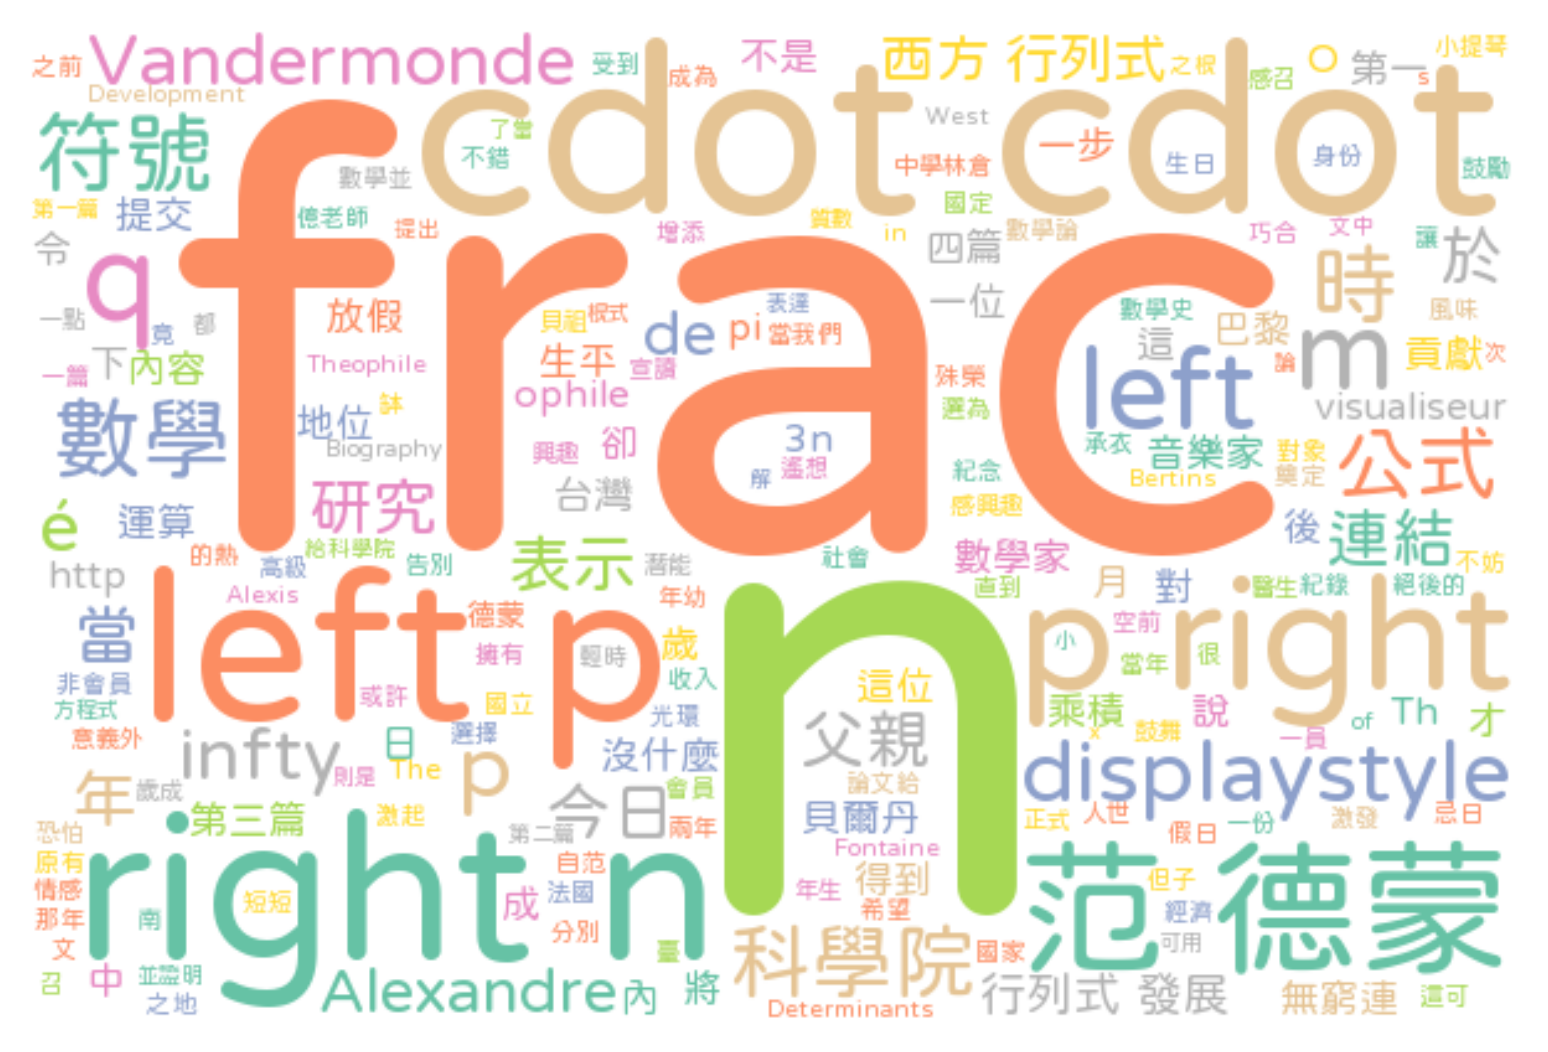 之前 Vandermonde 受到 成為 不是 西方 行列式 之根 感召 O 第一 s 小提琴
Development
符號 數學並 了當 不錯 cdot cdot West 一步 中學林倉 生日 身份 鼓勵
第一篇 提交 億老師 提出 增添 質數 in 國定 四篇 數學論 巧合 文中 讓 於
令 q frac 時
一點 竟 都 放假 貝祖 根式 de 表達 pi 當我們 一位 數學史 這 巴黎 m 風味
一篇 下 內容 Theophile 生平 宣讀 殊榮 left 論 貢獻 次
數學 地位 缽 ophile 選為 visualiseur
Biography 興趣 卻 3n 解 遙想 紀念 承衣 音樂家 對象 公式
é 運算 研究 台灣 感興趣 Bertins 奠定 後 連結
http 的熱 高級 給科學院 告別 表示 潛能 社會 數學家 直到 月 對 不妨
Alexis 年幼 醫生 紀錄 絕後的
當 left p 德蒙 擁有 輕時 歲 n 小 空前 當年 很 p right
非會員 或許 國立 收入 這位
方程式 意義外 選擇 光環 父親 乘積 x 鼓舞 說 一員 of Th 才
infty 則是 日 The p 沒什麼 論文給 displaystyle
年 歲成 第三篇 激起 第二篇 今日 會員 兩年 貝爾丹 正式 人世 假日 一份 激發 忌日
恐怕 原有 right n 自范 Fontaine 范德蒙
情感 那年 南 短短 成 法國 年生 得到 希望 但子 經濟
文 分別 臺 科學院 國家 可用
召 中 並證明 之地 Alexandre 內 將 Determinants 行列式 發展 無窮連 這可